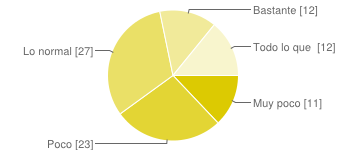 Bastante [12]
Lo normal [27]
Todo lo que [12]
Muy poco [11]
Poco [23]